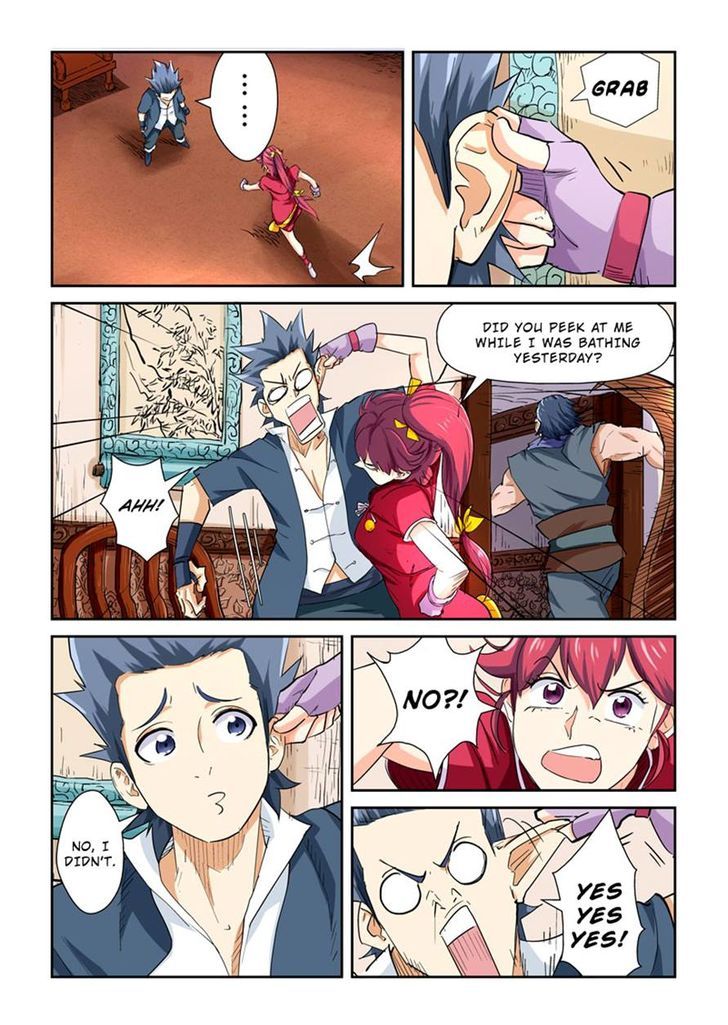 ......
GRAB
DID YOU PEEK AT ME
WHILE I WAS BATHING
YESTERDAY?
AHH!
NO, I
DIDN'T.
NO?!
YES
YES
YES!